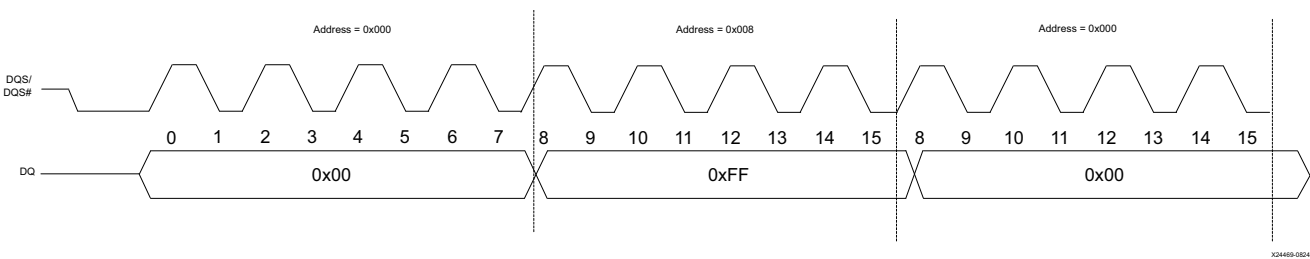 Address = 0x000 Address = 0x008 Address = 0x000
DQS/
DQS#
0 1 2 3 4 5 6 7 8 9 10 11 12 13 14 15 8 9 10 11 12 13 14 15
DQ 0x00 0xFF 0x00
X24469-0824